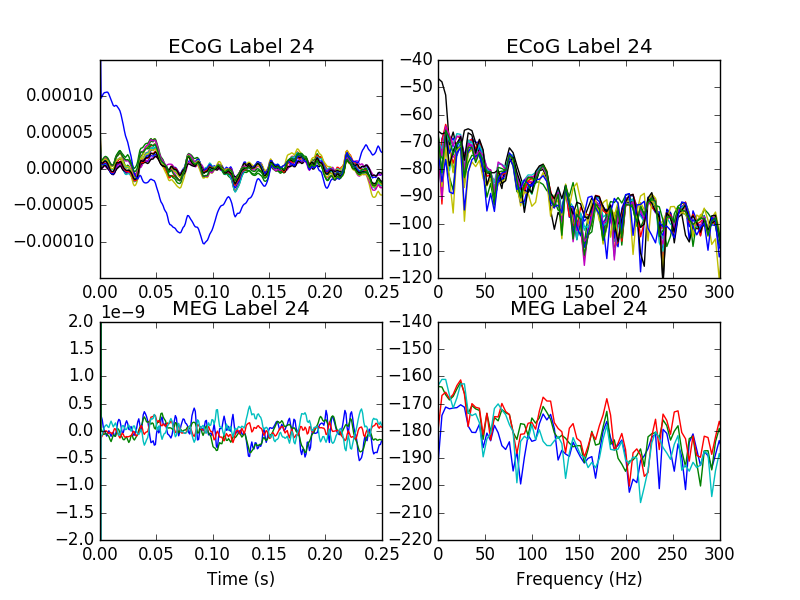 ECoG Label 24
0.00010
0.00005
0.00000
−0.00005
−0.00010
0.00 0.05 0.10 0.15 0.20 0.25
ECoG Label 24
−40
−50
−60
−70
−80
−90
−100
−110
−120
0 50 100 150 200 250 300
MEG Label 24
1e−9
2.0
1.5
1.0
0.5
0.0
−0.5
−1.0
−1.5
−2.0
0.00 0.05 0.10 0.15 0.20 0.25
Time (s)
MEG Label 24
−140
−150
−160
−170
−180
−190
−200
−210
−220
0 50 100 150 200 250 300
Frequency (Hz)